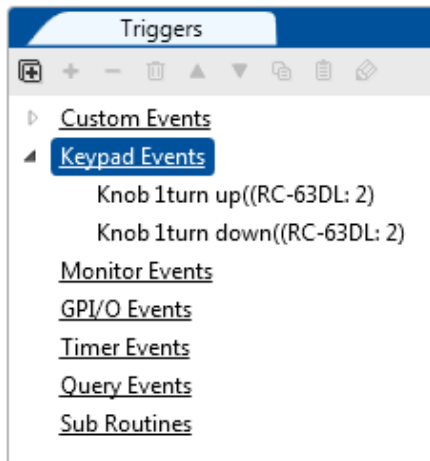 Triggers
Custom Events
Keypad Events
Knob 1turn up((RC-63DL: 2)
Knob 1turn down((RC-63DL: 2)
Monitor Events
GPI/O Events
Timer Events
Query Events
Sub Routines